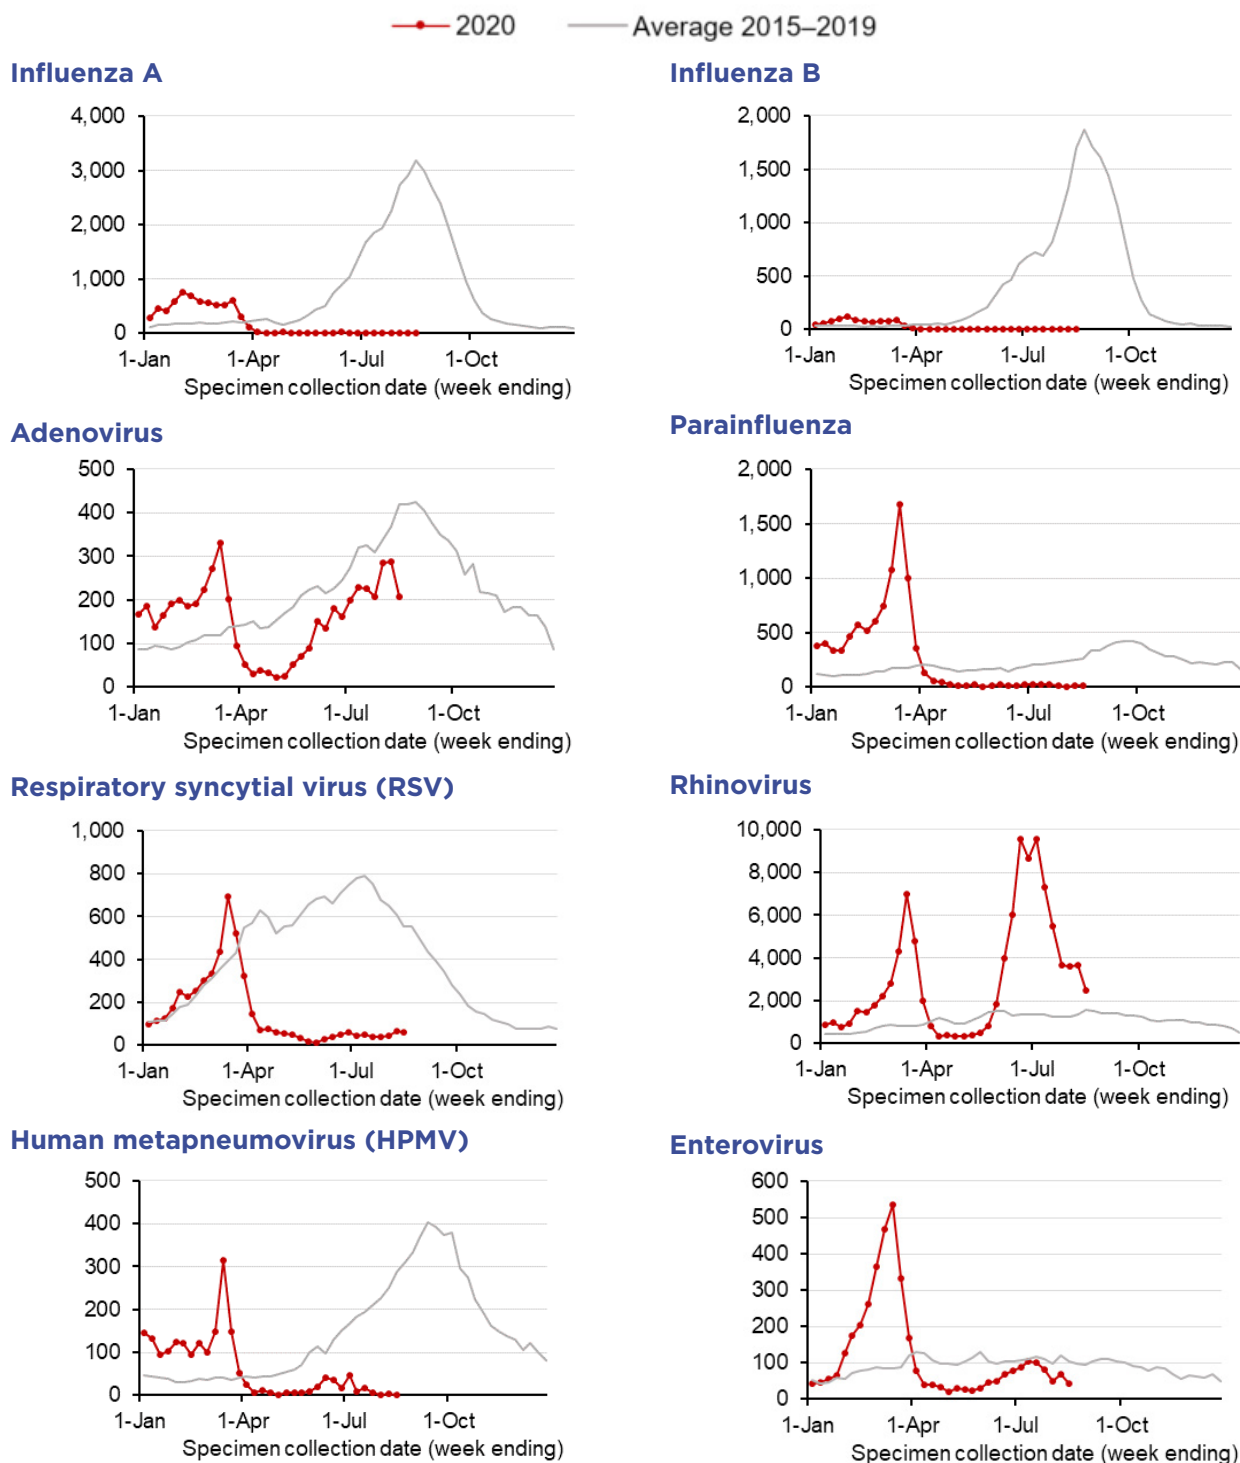 2020 Average 2015–2019
Influenza A
4,000
3,000
2,000
1,000
0
1-Jan 1-Apr 1-Jul 1-Oct
Specimen collection date (week ending)
Influenza B
2,000
1,500
1,000
500
0
1-Jan 1-Apr 1-Jul 1-Oct
Specimen collection date (week ending)
Adenovirus
500
400
300
200
100
0
1-Jan 1-Apr 1-Jul 1-Oct
Specimen collection date (week ending)
Parainfluenza
2,000
1,500
1,000
500
0
1-Jan 1-Apr 1-Jul 1-Oct
Specimen collection date (week ending)
Respiratory syncytial virus (RSV)
1,000
800
600
400
200
0
1-Jan 1-Apr 1-Jul 1-Oct
Specimen collection date (week ending)
Rhinovirus
10,000
8,000
6,000
4,000
2,000
0
1-Jan 1-Apr 1-Jul 1-Oct
Specimen collection date (week ending)
Human metapneumovirus (HPMV)
500
400
300
200
100
0
1-Jan 1-Apr 1-Jul 1-Oct
Specimen collection date (week ending)
Enterovirus
600
500
400
300
200
100
0
1-Jan 1-Apr 1-Jul 1-Oct
Specimen collection date (week ending)